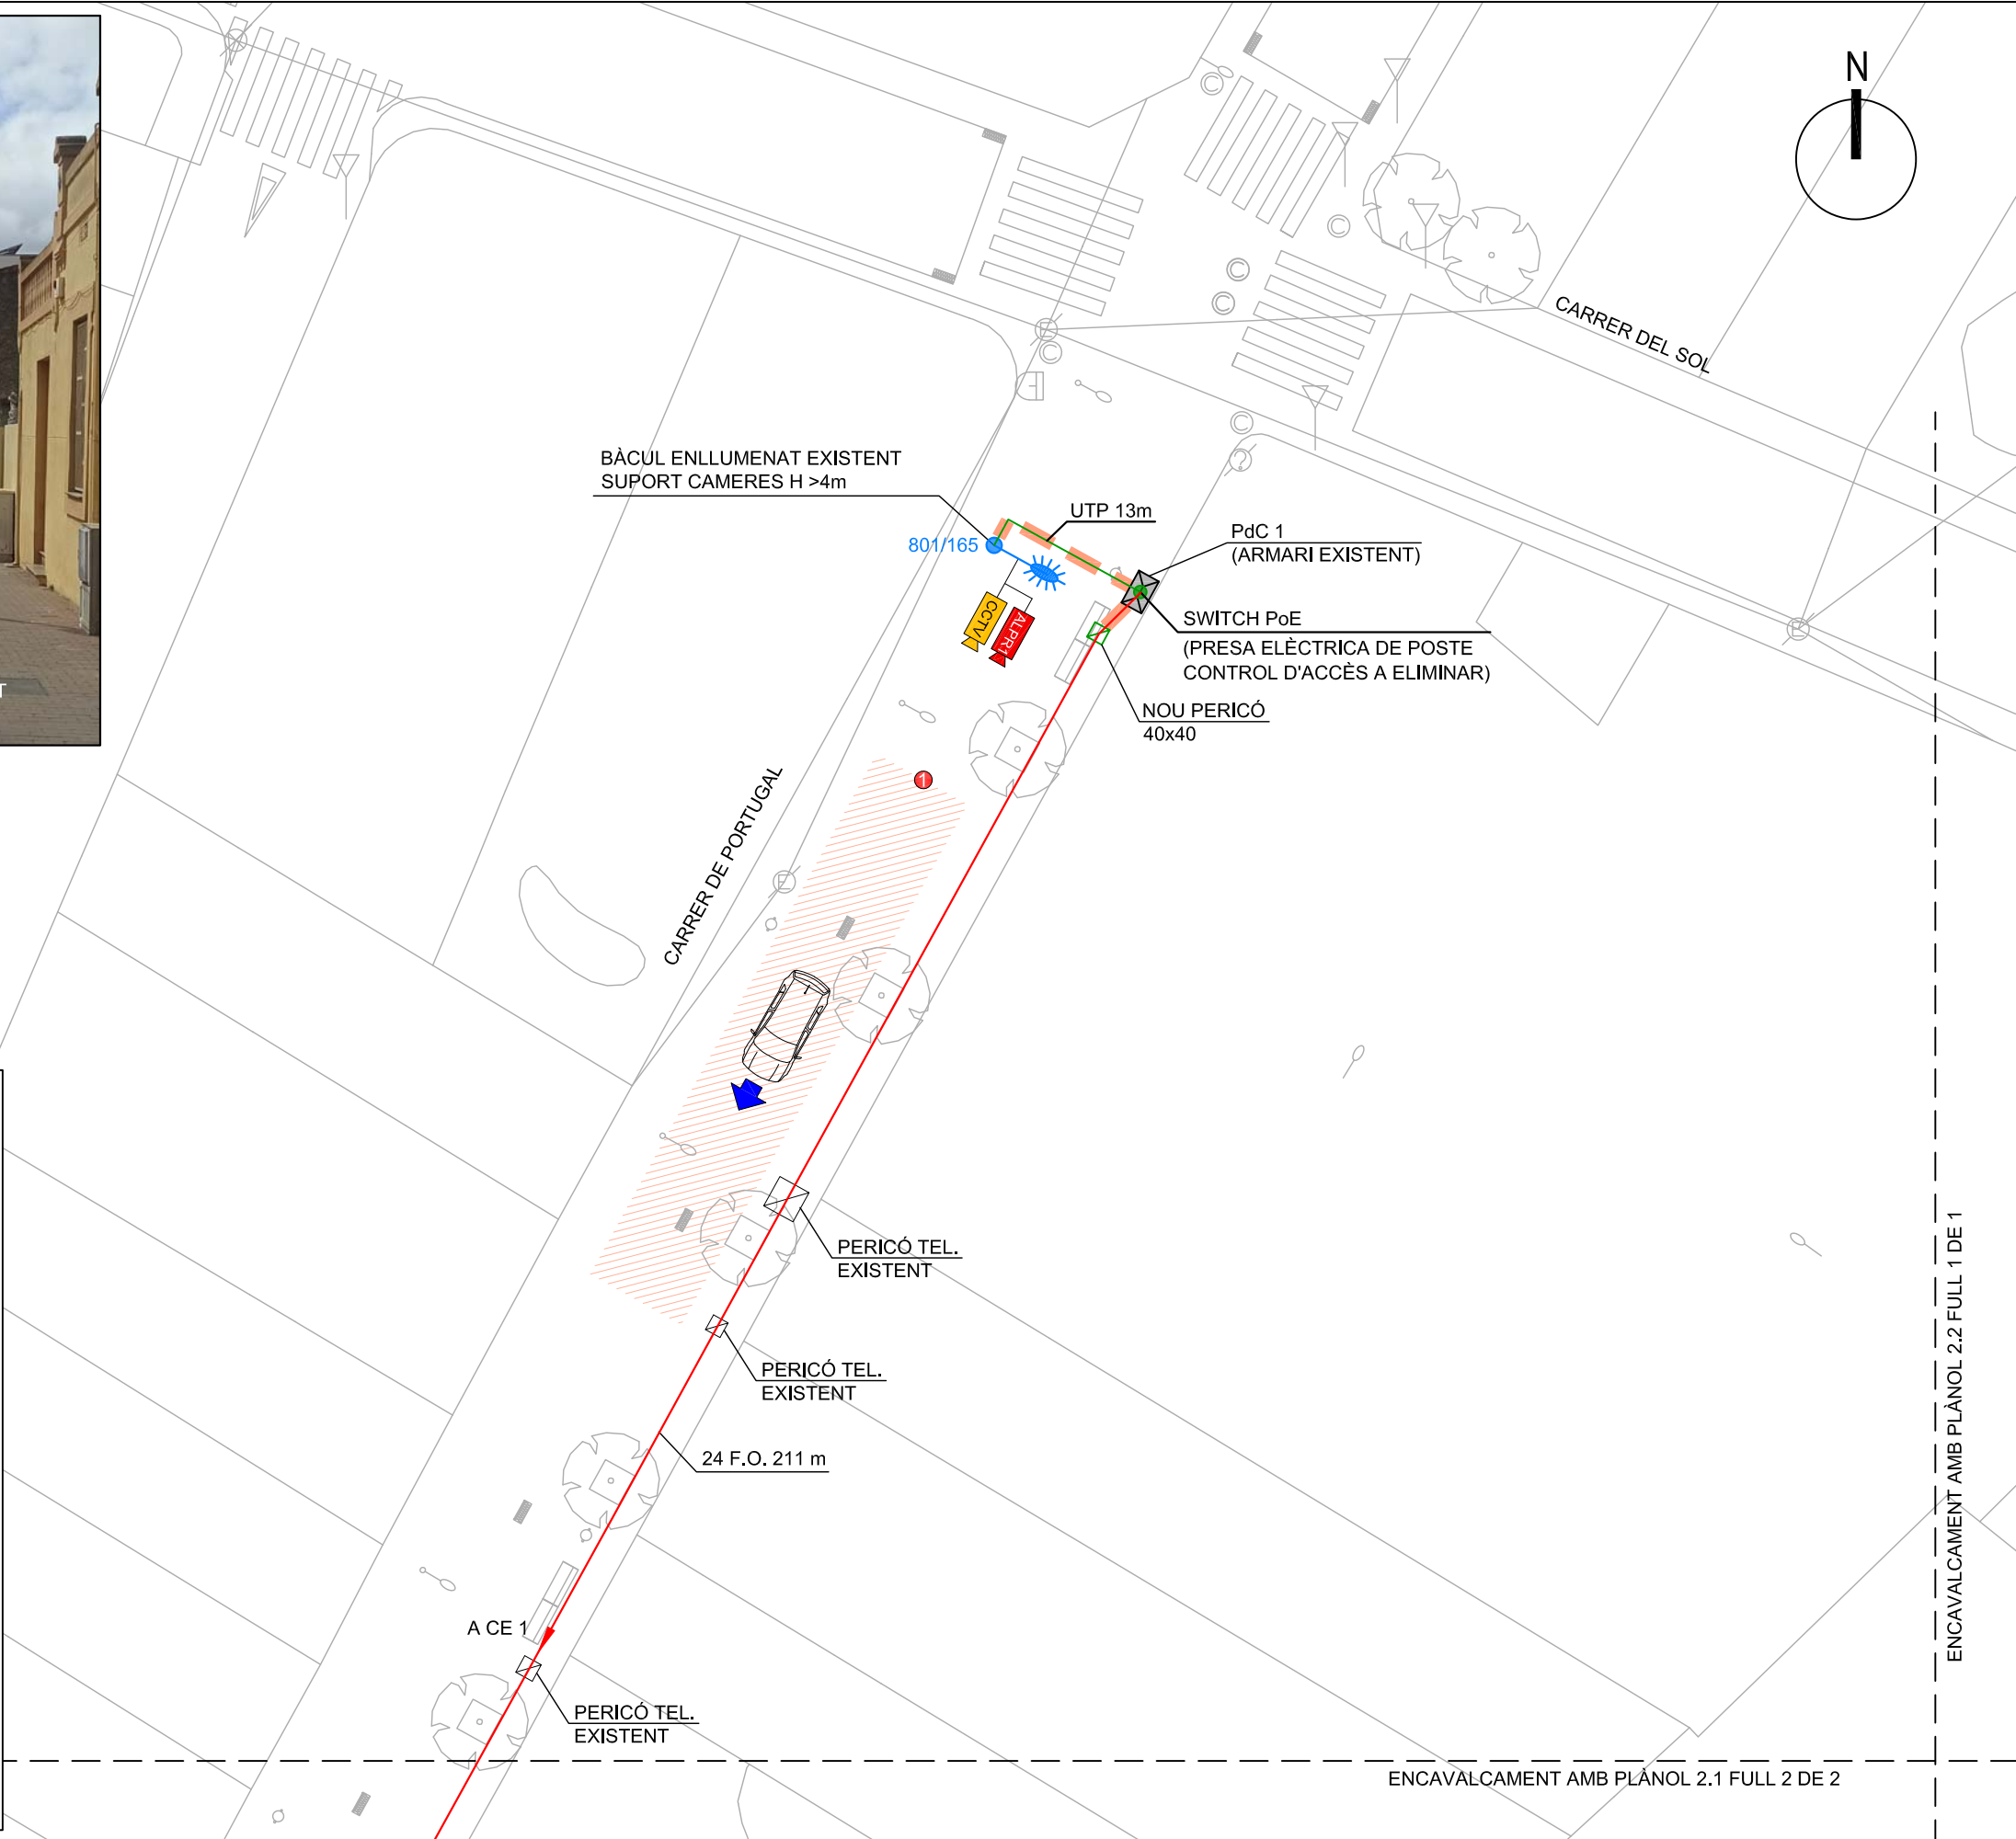 N
CARRER DEL SOL
BÀCUL ENLLUMENAT EXISTENT
SUPORT CAMERES H >4m
UTP 13m
801/165
PdC 1
(ARMARI EXISTENT)
CCTV
ALPR1
SWITCH PoE
(PRESA ELÈCTRICA DE POSTE
CONTROL D'ACCÈS A ELIMINAR)
NOU PERICÓ
40x40
T
1
CARRER DE PORTUGAL
PERICÓ TEL.
EXISTENT
PERICÓ TEL.
EXISTENT
24 F.O. 211 m
A CE 1
PERICÓ TEL.
EXISTENT
ENCAVALCAMENT AMB PLÀNOL 2.2 FULL 1 DE 1
ENCAVALCAMENT AMB PLÀNOL 2.1 FULL 2 DE 2